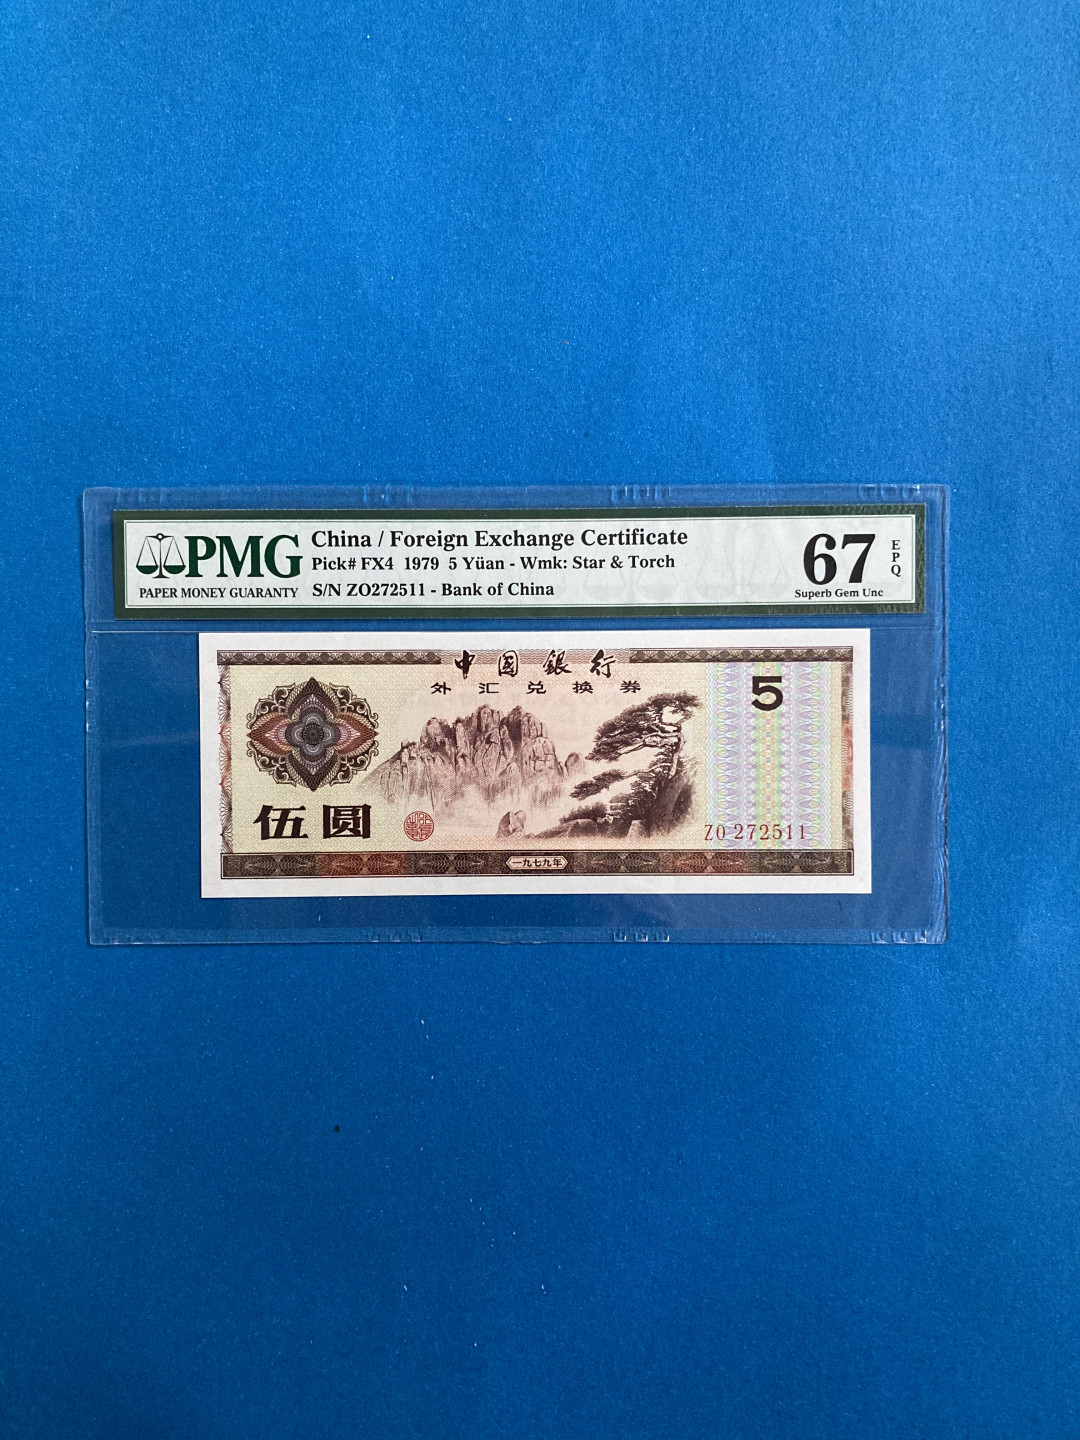 PMG
PAPER MONEY GUARANTY
China / Foreign Exchange Certificate
Pick# FX4 1979 5 Yüan - Wmk: Star & Torch
S/N ZO272511 - Bank of China
67
EPQ
Superb Gem Unc
中国銀行
外汇兑换券
5
伍圆
ZO 272511
一九七九年